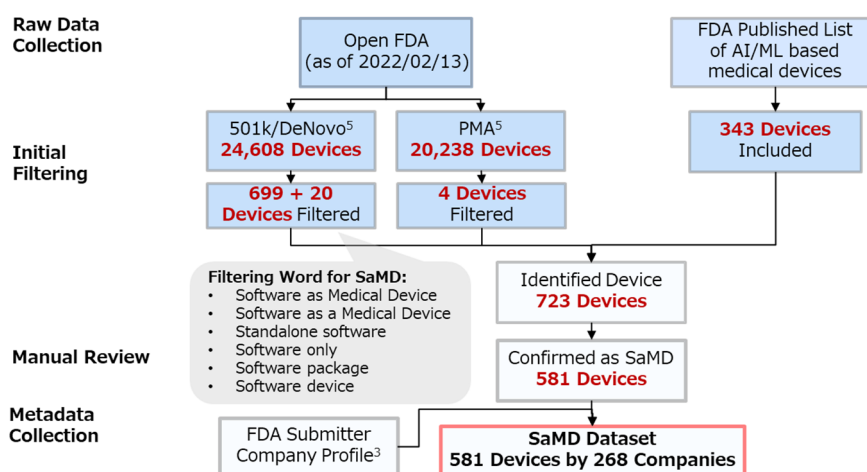 Raw Data
Collection
Open FDA
(as of 2022/02/13)
FDA Published List
of AI/ML based
medical devices
Initial
Filtering
501k/DeNovo5
24,608 Devices
PMA5
20,238 Devices
343 Devices
Included
699 + 20
Devices Filtered
4 Devices
Filtered
Filtering Word for SaMD:
• Software as Medical Device
• Software as a Medical Device
• Standalone software
• Software only
• Software package
• Software device
Identified Device
723 Devices
Manual Review
Confirmed as SaMD
581 Devices
Metadata
Collection
FDA Submitter
Company Profile3
SaMD Dataset
581 Devices by 268 Companies